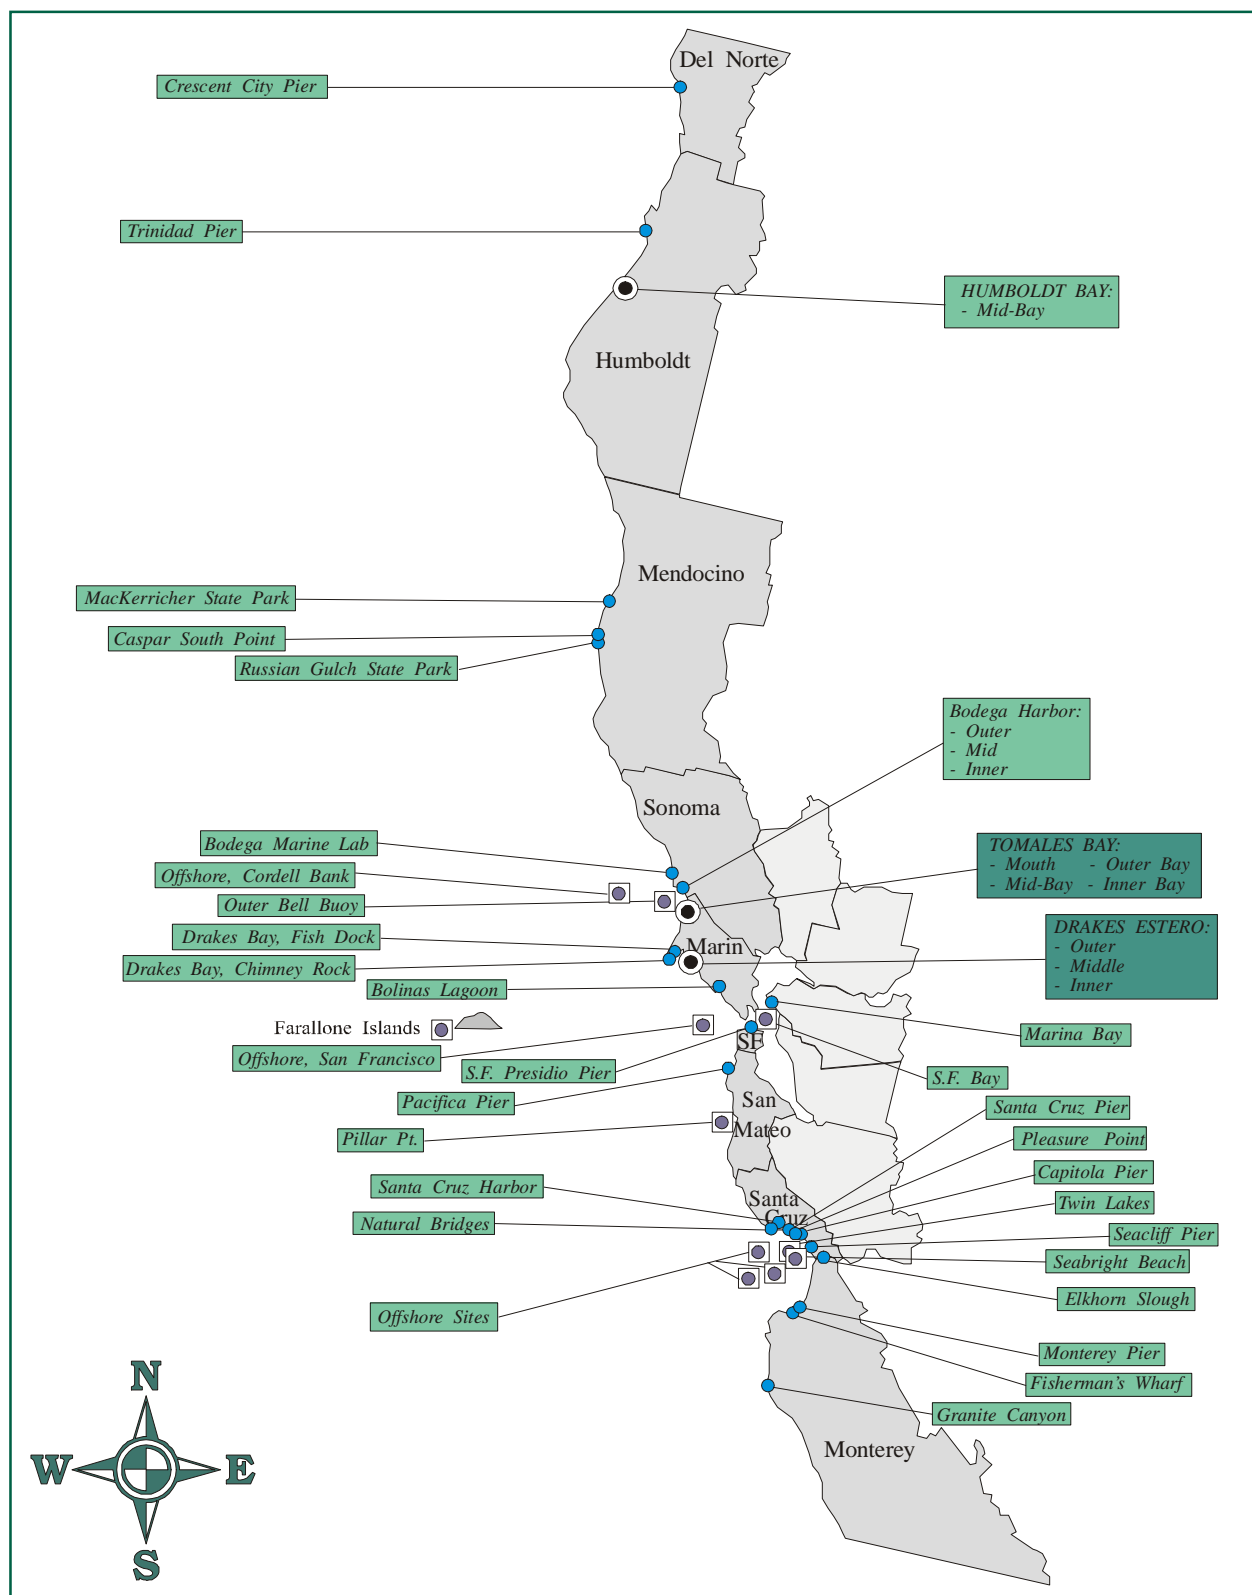 Del Norte
Crescent City Pier
Trinidad Pier
HUMBOLDT BAY:
- Mid-Bay
Humboldt
Mendocino
MacKerricher State Park
Caspar South Point
Russian Gulch State Park
Bodega Harbor:
- Outer
- Mid
- Inner
Sonoma
Bodega Marine Lab
Offshore, Cordell Bank
Outer Bell Buoy
TOMALES BAY:
- Mouth - Outer Bay
- Mid-Bay - Inner Bay
Drakes Bay, Fish Dock
Marin
Drakes Bay, Chimney Rock
DRAKES ESTERO:
- Outer
- Middle
- Inner
Bolinas Lagoon
Farallone Islands
Marina Bay
SF
Offshore, San Francisco
S.F. Presidio Pier
S.F. Bay
Pacifica Pier
San
Mateo
Santa Cruz Pier
Pillar Pt.
Pleasure Point
Capitola Pier
Santa Cruz Harbor
Santa
Cruz
Twin Lakes
Natural Bridges
Seacliff Pier
Seabright Beach
Elkhorn Slough
Offshore Sites
Monterey Pier
Fisherman's Wharf
Granite Canyon
Monterey
N
W
E
S